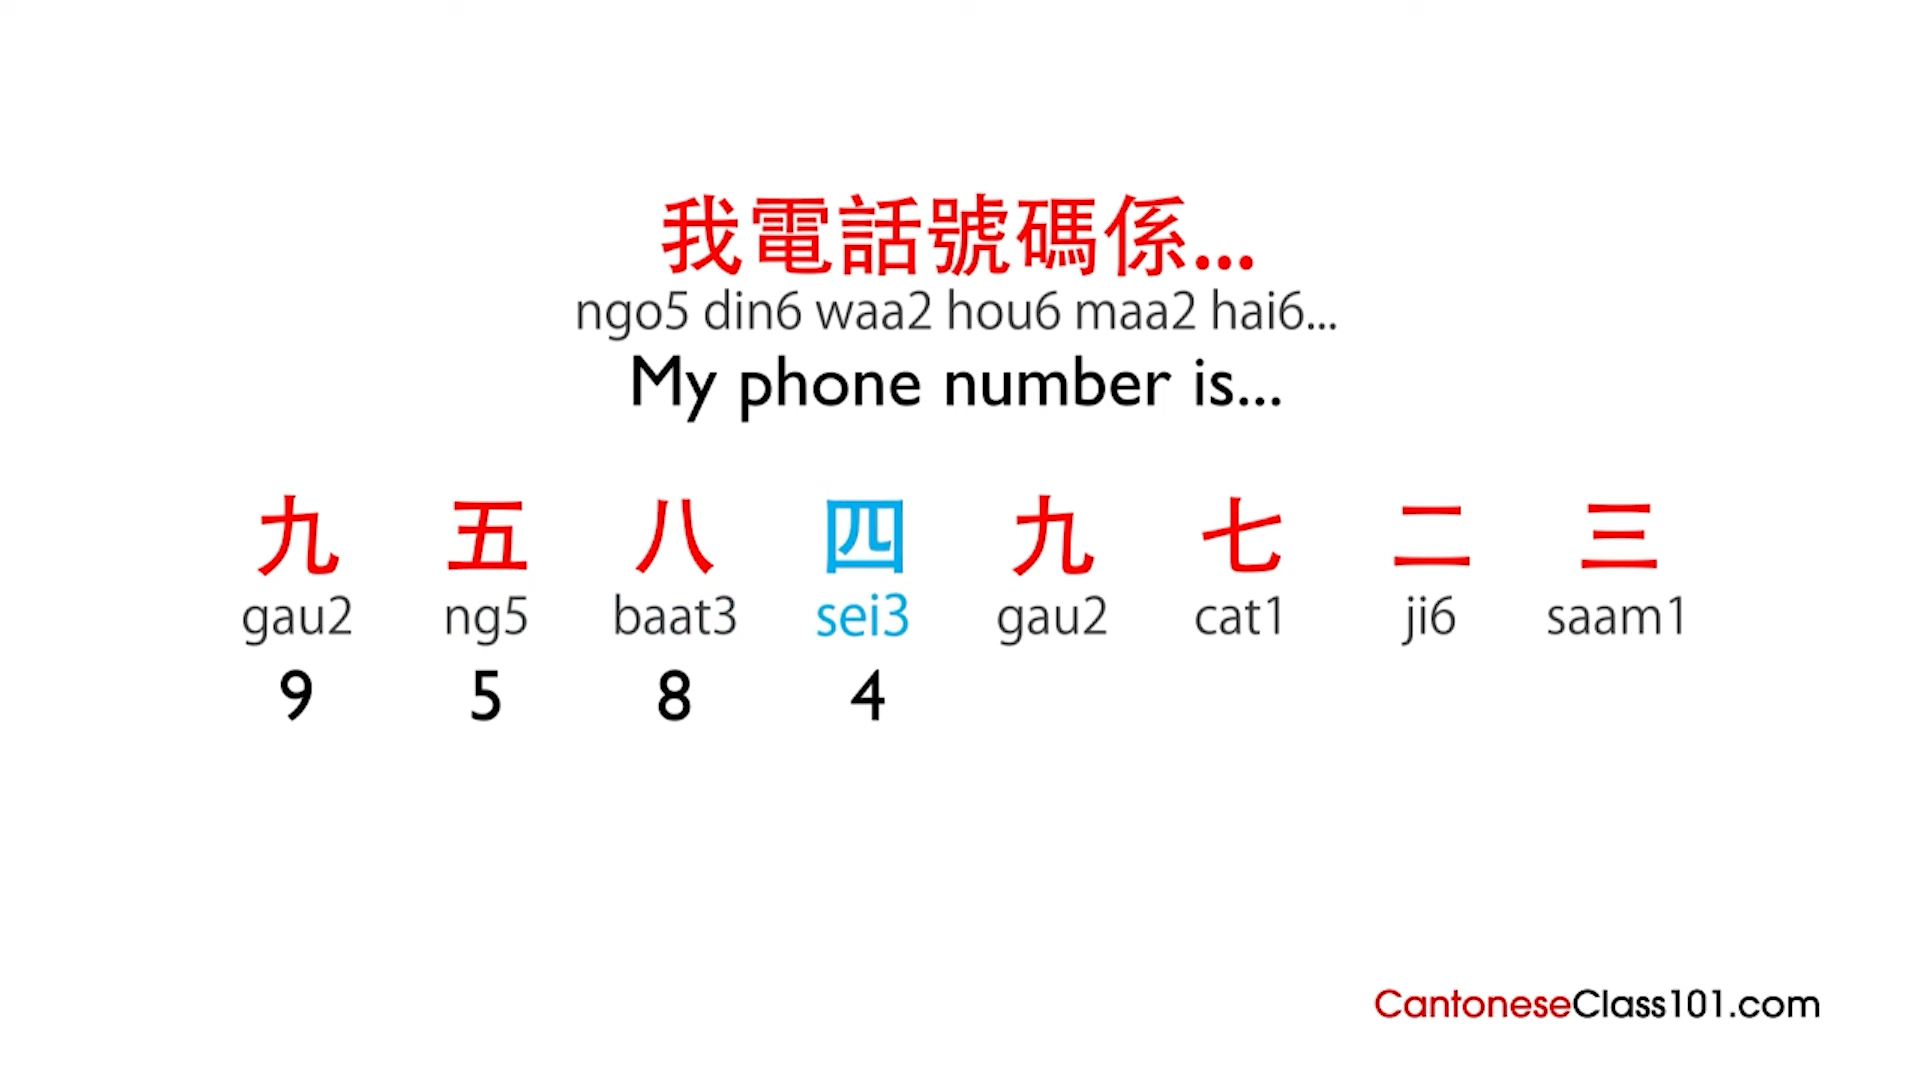 我電話號碼係...
ngo5 din6 waa2 hou6 maa2 hai6...
My phone number is...
九 五 八 四 九 七 二 三
gau2 ng5 baat3 sei3 gau2 cat1 ji6 saam1
9 5 8 4
CantoneseClass101.com